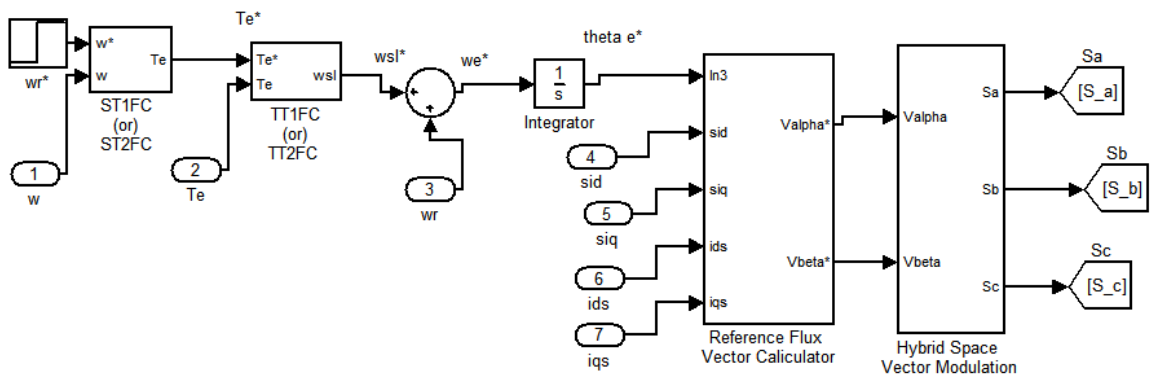 Te*
w*
w
Te
wr*
ST1FC
(or)
ST2FC
1
w
Te*
Te
wsl
TT1FC
(or)
TT2FC
2
Te
wsl*
+
+
we*
3
wr
theta e*
1
s
Integrator
4
sid
5
siq
6
ids
7
iqs
In3
sid
siq
ids
iqs
Valpha*
Vbeta*
Reference Flux
Vector Caliculator
Valpha
Vbeta
Sa
Sb
Sc
Hybrid Space
Vector Modulation
Sa
[S_a]
Sb
[S_b]
Sc
[S_c]